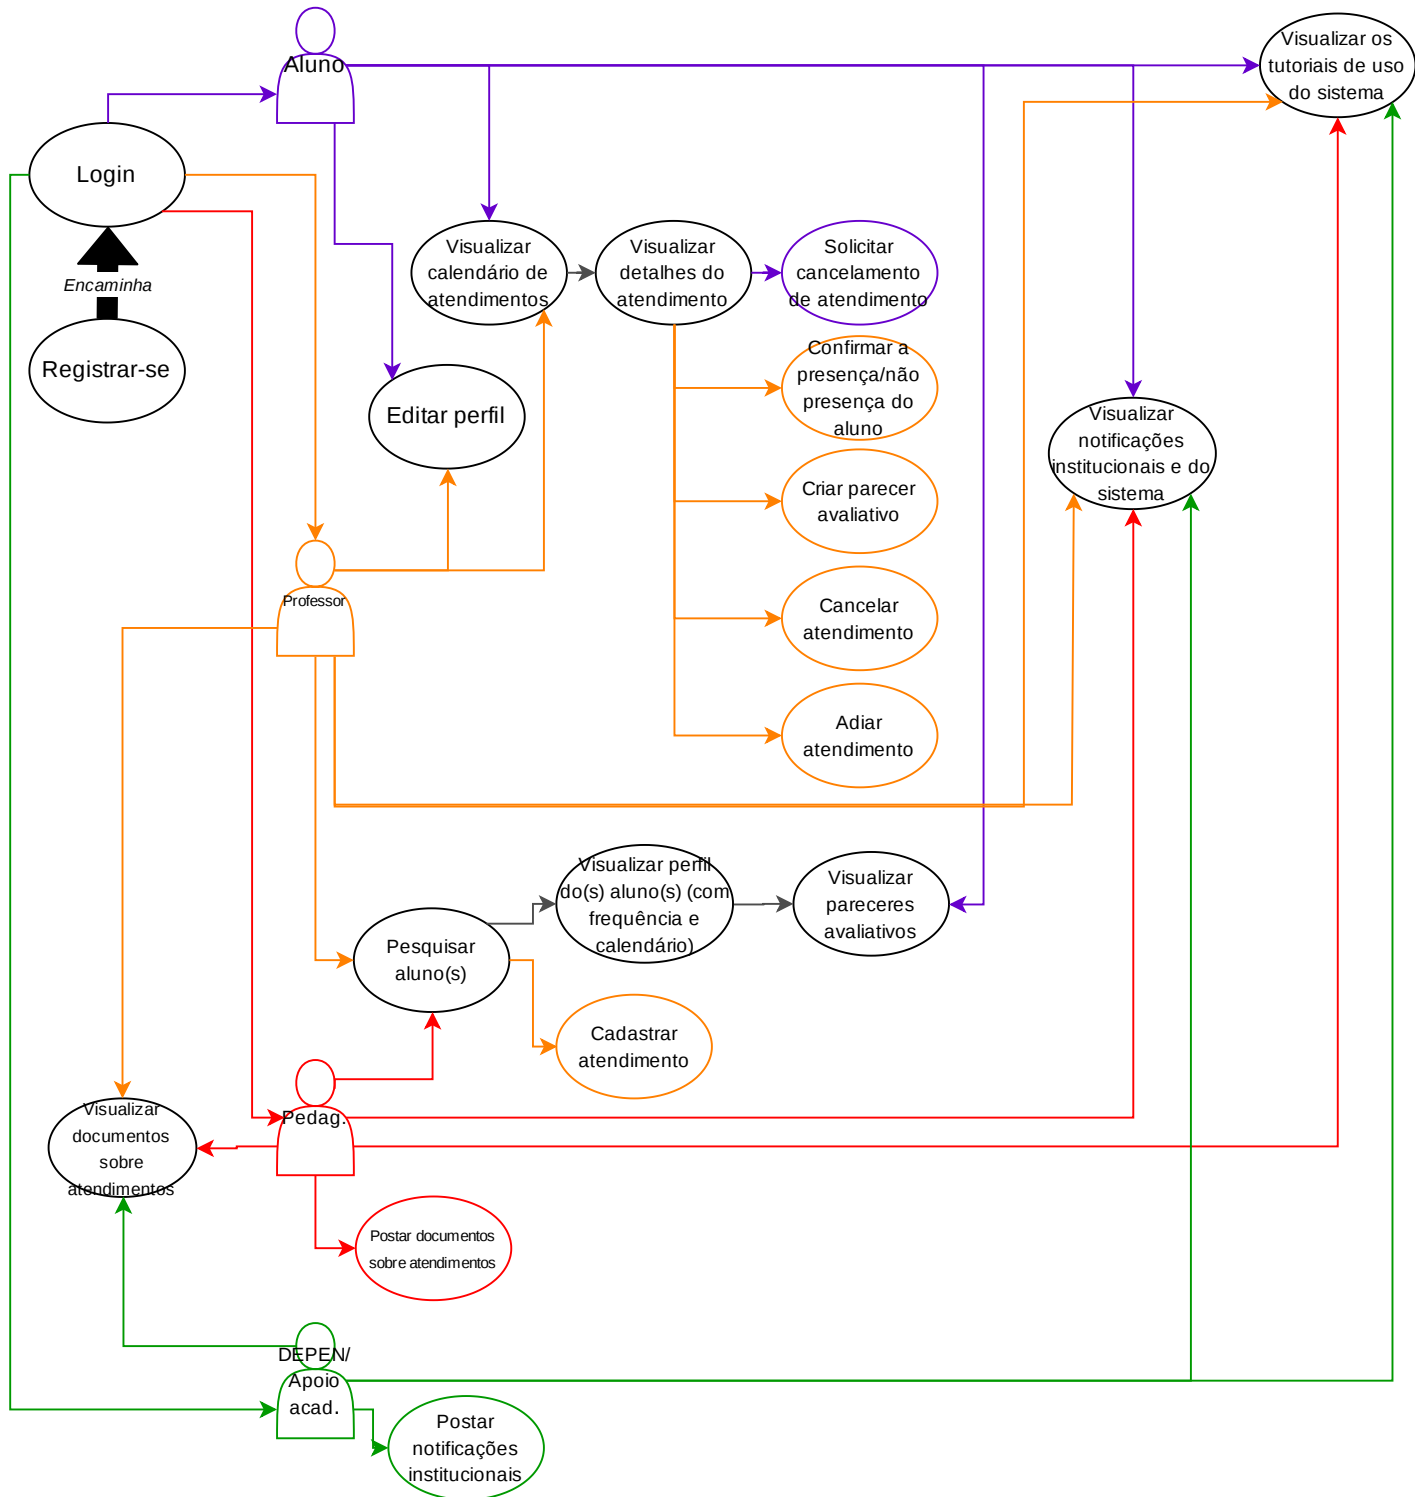 Aluno
Visualizar os
tutoriais de uso
do sistema
Login
Encaminha
Registrar-se
Visualizar
calendário de
atendimentos
Visualizar
detalhes do
atendimento
Solicitar
cancelamento
de atendimento
Confirmar a
presença/não
presença do
aluno
Editar perfil
Visualizar
notificações
institucionais e do
sistema
Criar parecer
avaliativo
Professor
Cancelar
atendimento
Adiar
atendimento
Visualizar perfil
do(s) aluno(s) (com
frequência e
calendário)
Visualizar
pareceres
avaliativos
Pesquisar
aluno(s)
Cadastrar
atendimento
Pedag.
Visualizar
documentos
sobre
atendimentos
Postar documentos
sobre atendimentos
DEPEN/
Apoio
acad.
Postar
notificações
institucionais